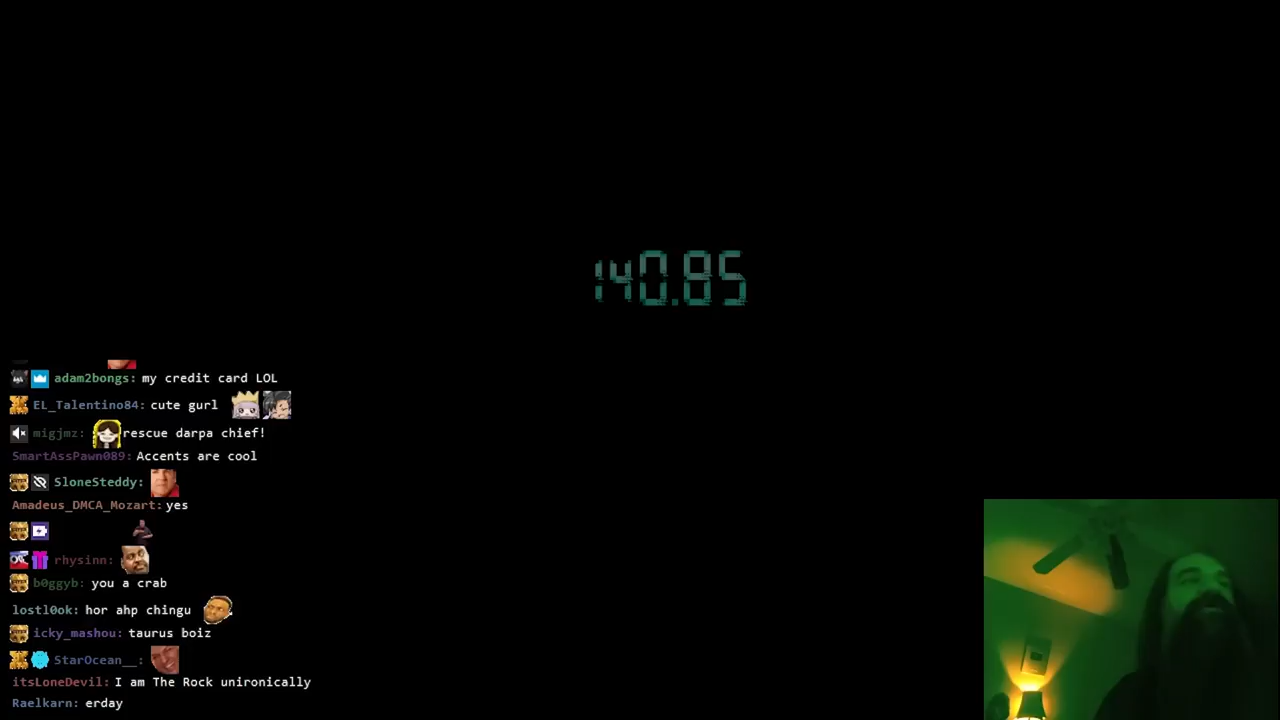 140.85
adam2bongs: my credit card LOL
EL_Talentino84: cute gurl
migjmz: rescue darpa chief!
SmartAssPawn089: Accents are cool
SloneSteddy:
Amadeus_DMCA_Mozart: yes
rhysinn:
b0ggyb: you a crab
lostl0ok: hor ahp chingu
icky_mashou: taurus boiz
StarOcean__:
itsLoneDevil: I am The Rock unironically
Raelkarn: erday